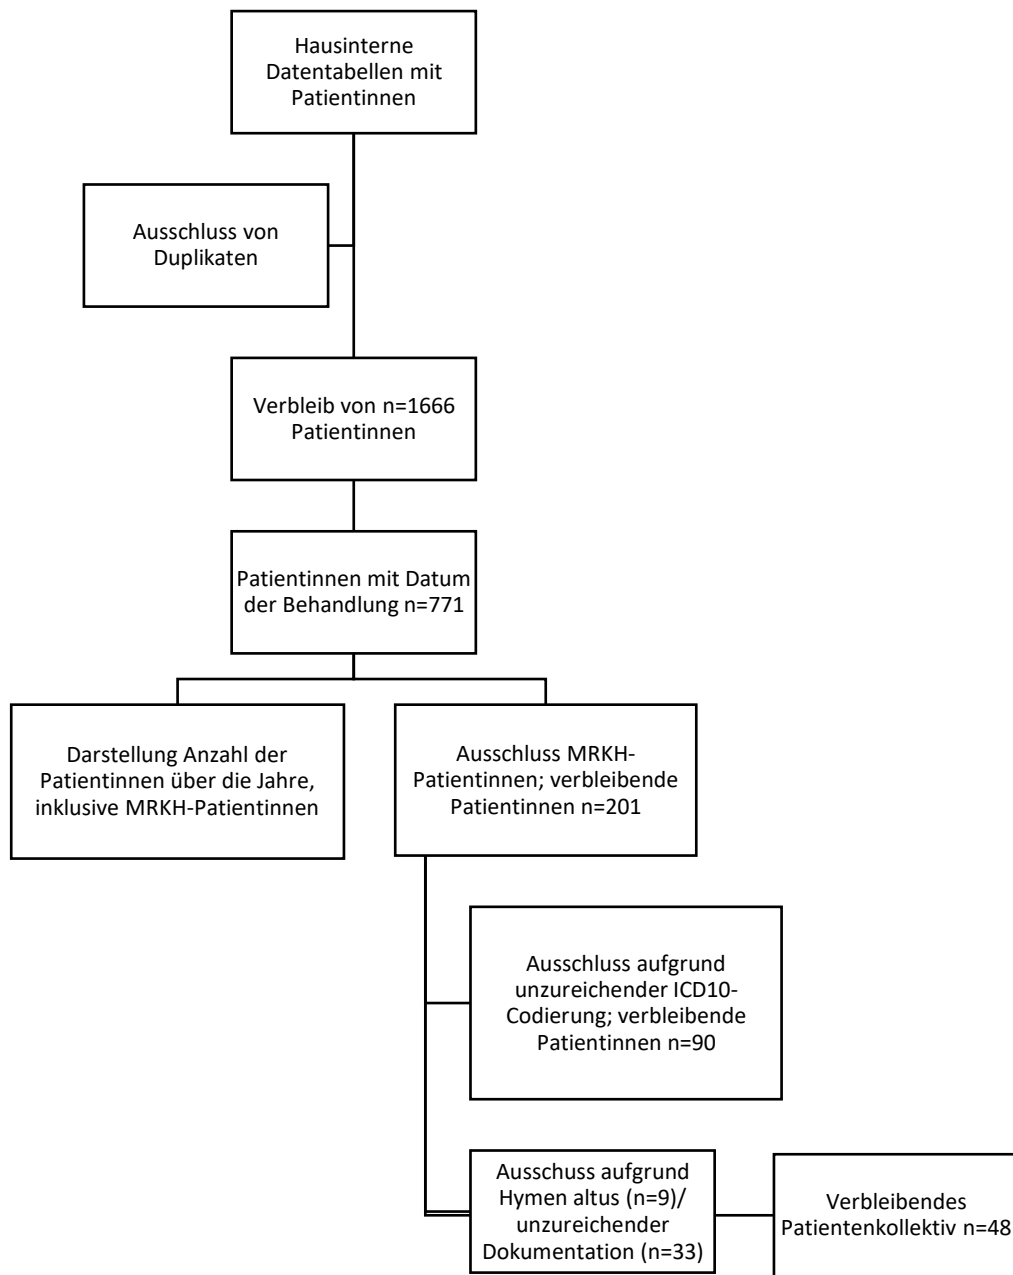 Hausinterne
Datentabellen mit
Patientinnen
Ausschluss von
Duplikaten
Verbleib von n=1666
Patientinnen
Patientinnen mit Datum
der Behandlung n=771
Darstellung Anzahl der
Patientinnen über die Jahre,
inklusive MRKH-Patientinnen
Ausschluss MRKH-
Patientinnen; verbleibende
Patientinnen n=201
Ausschluss aufgrund
unzureichender ICD10-
Codierung; verbleibende
Patientinnen n=90
Ausschuss aufgrund
Hymen altus (n=9)/
unzureichender
Dokumentation (n=33)
Verbleibendes
Patientenkollektiv n=48